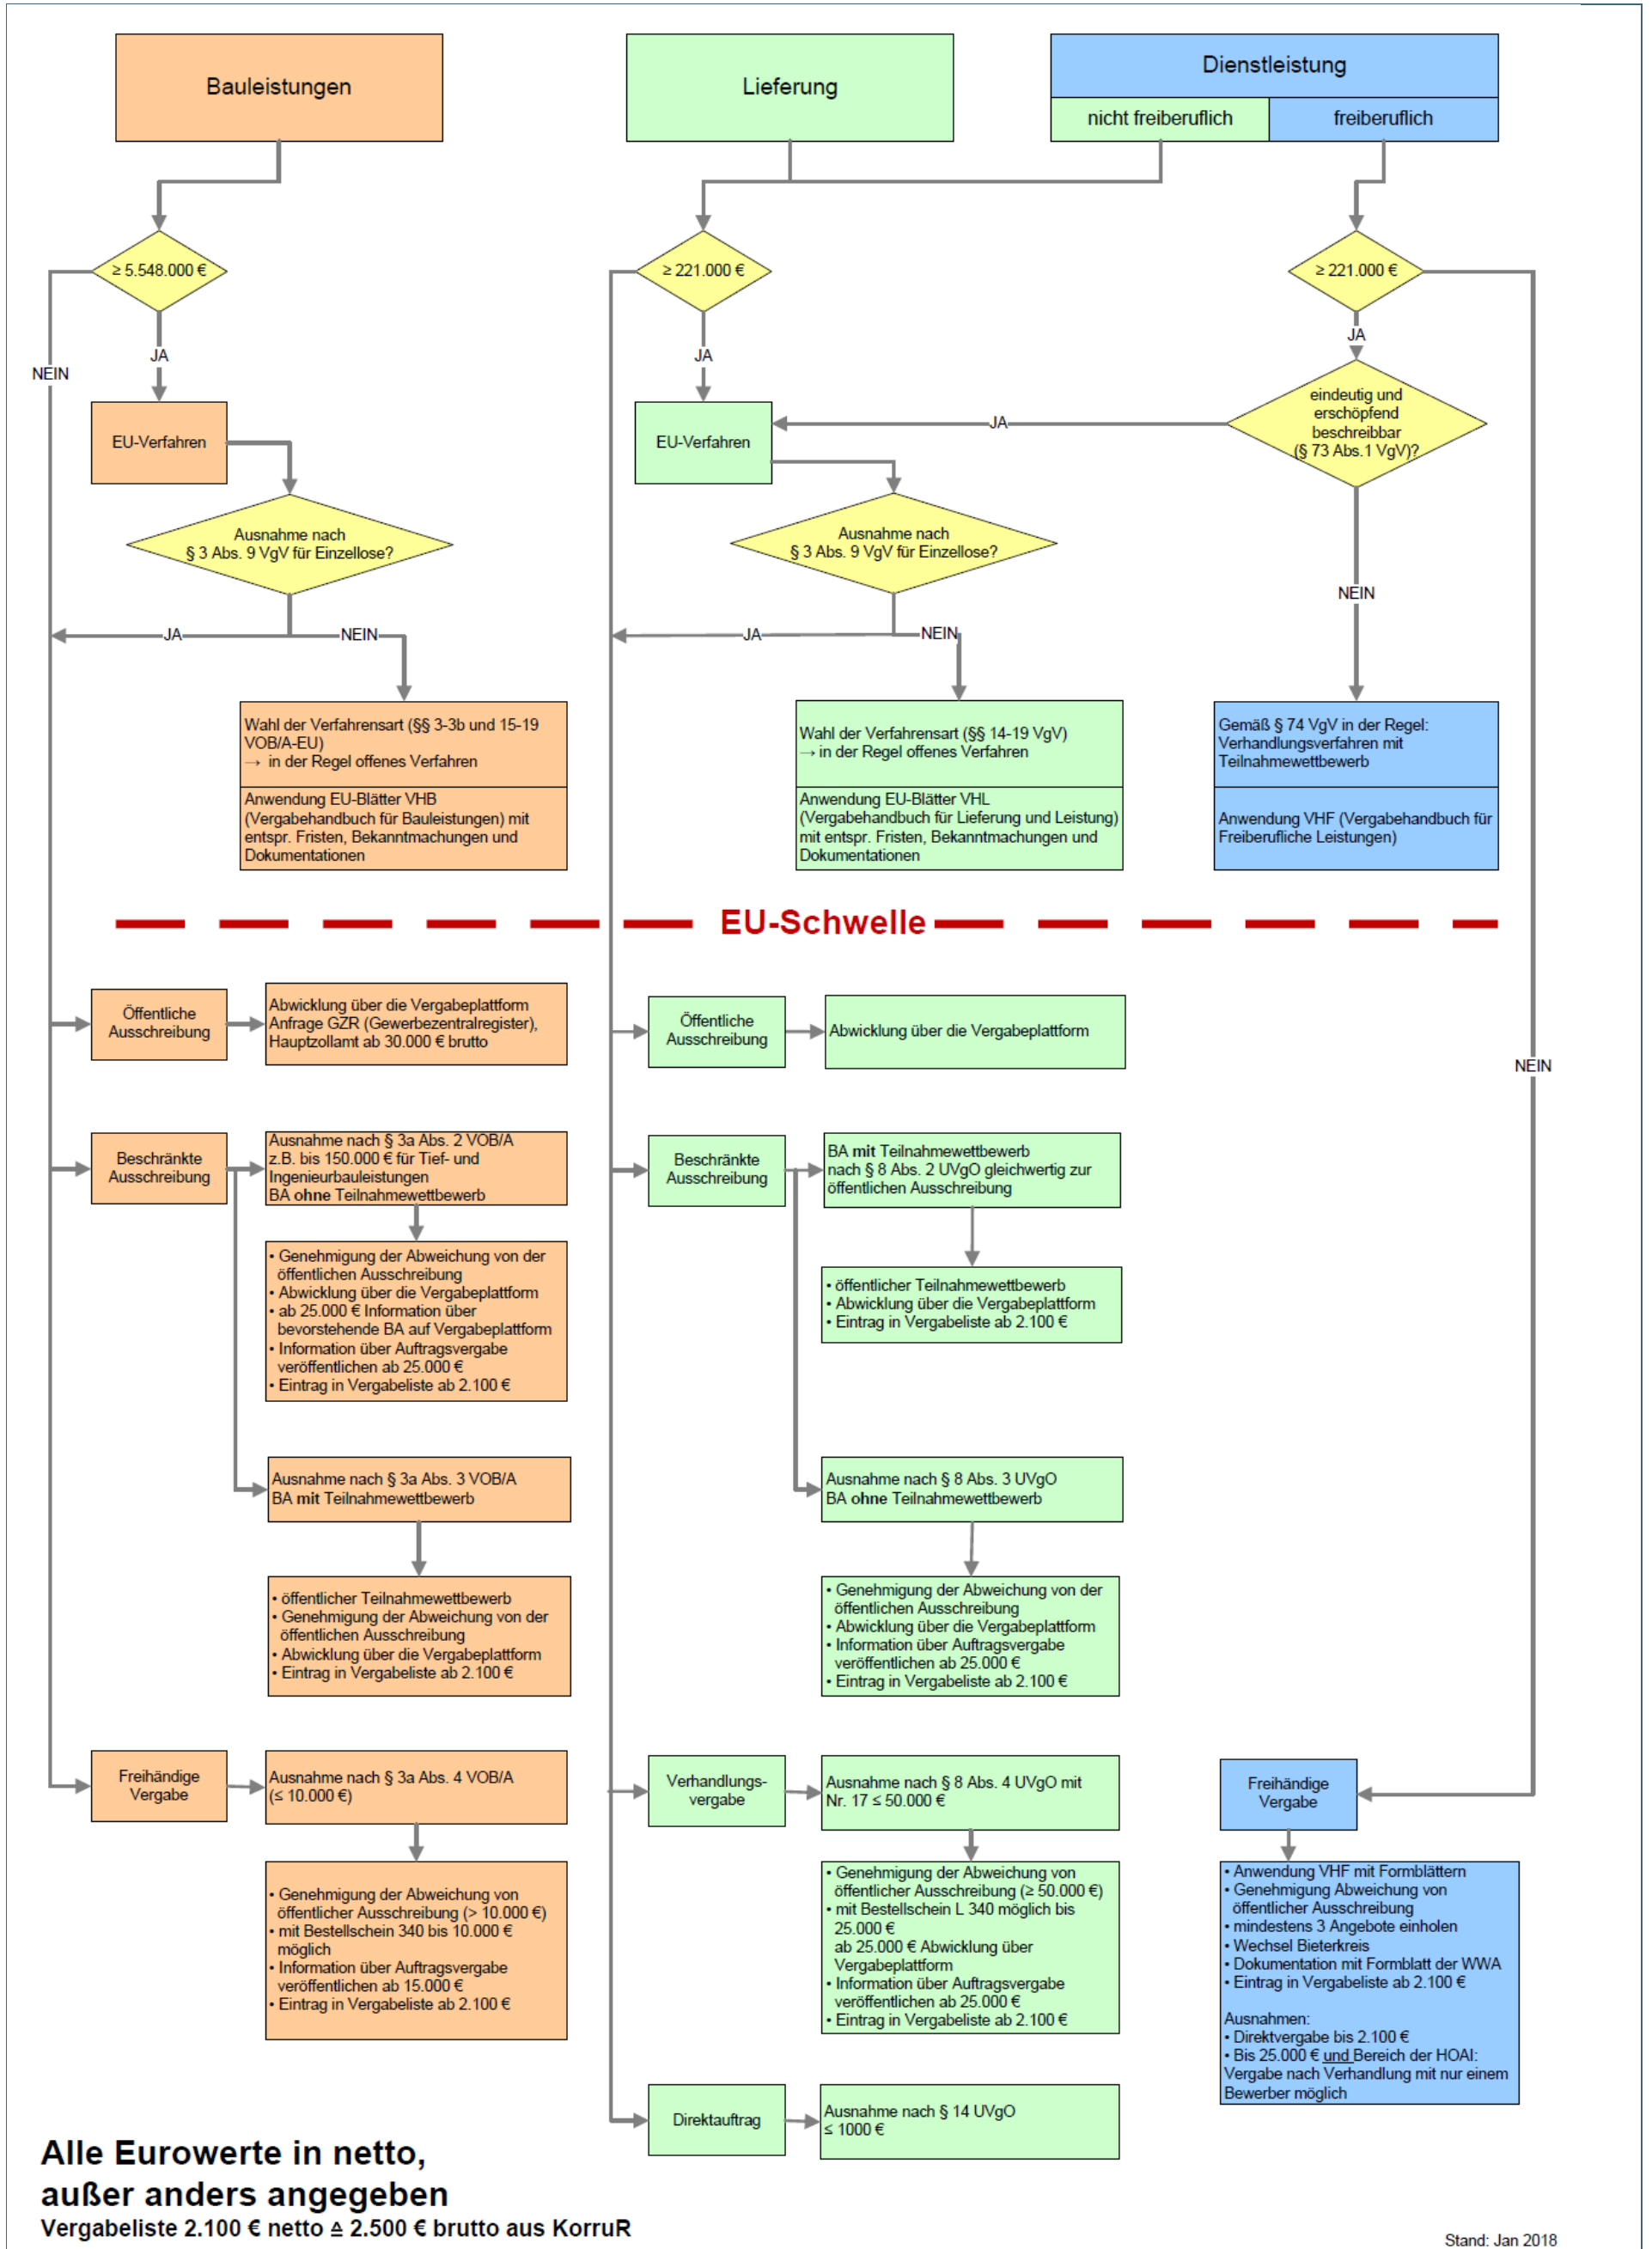 Bauleistungen
Lieferung
Dienstleistung
nicht freiberuflich
freiberuflich
≥ 5.548.000 €
≥ 221.000 €
≥ 221.000 €
NEIN
JA
JA
JA
EU-Verfahren
EU-Verfahren
JA
eindeutig und
erschöpfend
beschreibbar
(§ 73 Abs.1 VgV)?
Ausnahme nach
§ 3 Abs. 9 VgV für Einzellose?
Ausnahme nach
§ 3 Abs. 9 VgV für Einzellose?
NEIN
JA
NEIN
JA
NEIN
Wahl der Verfahrensart (§§ 3-3b und 15-19
VOB/A-EU)
→ in der Regel offenes Verfahren
Anwendung EU-Blätter VHB
(Vergabehandbuch für Bauleistungen) mit
entspr. Fristen, Bekanntmachungen und
Dokumentationen
Wahl der Verfahrensart (§§ 14-19 VgV)
→ in der Regel offenes Verfahren
Anwendung EU-Blätter VHL
(Vergabehandbuch für Lieferung und Leistung)
mit entspr. Fristen, Bekanntmachungen und
Dokumentationen
Gemäß § 74 VgV in der Regel:
Verhandlungsverfahren mit
Teilnahmewettbewerb
Anwendung VHF (Vergabehandbuch für
Freiberufliche Leistungen)
EU-Schwelle
Öffentliche
Ausschreibung
Abwicklung über die Vergabeplattform
Anfrage GZR (Gewerbezentralregister),
Hauptzollamt ab 30.000 € brutto
Öffentliche
Ausschreibung
Abwicklung über die Vergabeplattform
NEIN
Beschränkte
Ausschreibung
Ausnahme nach § 3a Abs. 2 VOB/A
z.B. bis 150.000 € für Tief- und
Ingenieurbauleistungen
BA ohne Teilnahmewettbewerb
Beschränkte
Ausschreibung
BA mit Teilnahmewettbewerb
nach § 8 Abs. 2 UVgO gleichwertig zur
öffentlichen Ausschreibung
• Genehmigung der Abweichung von der
öffentlichen Ausschreibung
• Abwicklung über die Vergabeplattform
• ab 25.000 € Information über
bevorstehende BA auf Vergabeplattform
• Information über Auftragsvergabe
veröffentlichen ab 25.000 €
• Eintrag in Vergabeliste ab 2.100 €
• öffentlicher Teilnahmewettbewerb
• Abwicklung über die Vergabeplattform
• Eintrag in Vergabeliste ab 2.100 €
Ausnahme nach § 3a Abs. 3 VOB/A
BA mit Teilnahmewettbewerb
Ausnahme nach § 8 Abs. 3 UVgO
BA ohne Teilnahmewettbewerb
• öffentlicher Teilnahmewettbewerb
• Genehmigung der Abweichung von der
öffentlichen Ausschreibung
• Abwicklung über die Vergabeplattform
• Eintrag in Vergabeliste ab 2.100 €
• Genehmigung der Abweichung von der
öffentlichen Ausschreibung
• Abwicklung über die Vergabeplattform
• Information über Auftragsvergabe
veröffentlichen ab 25.000 €
• Eintrag in Vergabeliste ab 2.100 €
Freihändige
Vergabe
Ausnahme nach § 3a Abs. 4 VOB/A
(≤ 10.000 €)
Verhandlungs-
vergabe
Ausnahme nach § 8 Abs. 4 UVgO mit
Nr. 17 ≤ 50.000 €
Freihändige
Vergabe
• Genehmigung der Abweichung von
öffentlicher Ausschreibung (> 10.000 €)
• mit Bestellschein 340 bis 10.000 €
möglich
• Information über Auftragsvergabe
veröffentlichen ab 15.000 €
• Eintrag in Vergabeliste ab 2.100 €
• Genehmigung der Abweichung von
öffentlicher Ausschreibung (≥ 50.000 €)
• mit Bestellschein L 340 möglich bis
25.000 €
ab 25.000 € Abwicklung über
Vergabeplattform
• Information über Auftragsvergabe
veröffentlichen ab 25.000 €
• Eintrag in Vergabeliste ab 2.100 €
• Anwendung VHF mit Formblättern
• Genehmigung Abweichung von
öffentlicher Ausschreibung
• mindestens 3 Angebote einholen
• Wechsel Bieterkreis
• Dokumentation mit Formblatt der WWA
• Eintrag in Vergabeliste ab 2.100 €
Ausnahmen:
• Direktvergabe bis 2.100 €
• Bis 25.000 € und Bereich der HOAI:
Vergabe nach Verhandlung mit nur einem
Bewerber möglich
Direktauftrag
Ausnahme nach § 14 UVgO
≤ 1000 €
Alle Eurowerte in netto,
außer anders angegeben
Vergabeliste 2.100 € netto ≙ 2.500 € brutto aus KorruR
Stand: Jan 2018